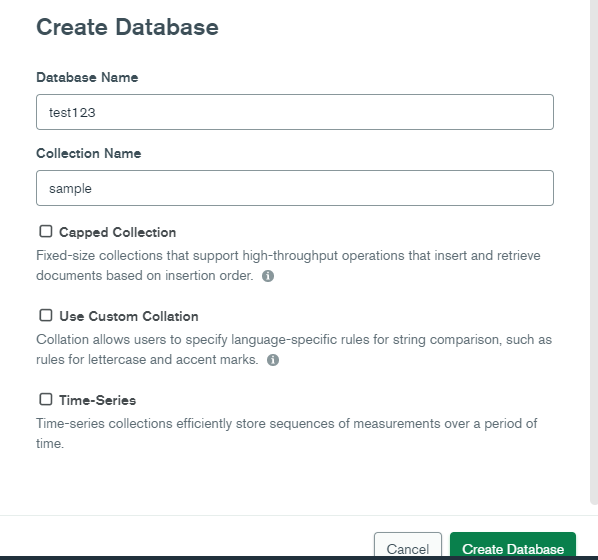 Create Database
Database Name
test123
Collection Name
sample
Capped Collection
Fixed-size collections that support high-throughput operations that insert and retrieve
documents based on insertion order.
Use Custom Collation
Collation allows users to specify language-specific rules for string comparison, such as
rules for lettercase and accent marks.
Time-Series
Time-series collections efficiently store sequences of measurements over a period of
time.
Cancel Create Database